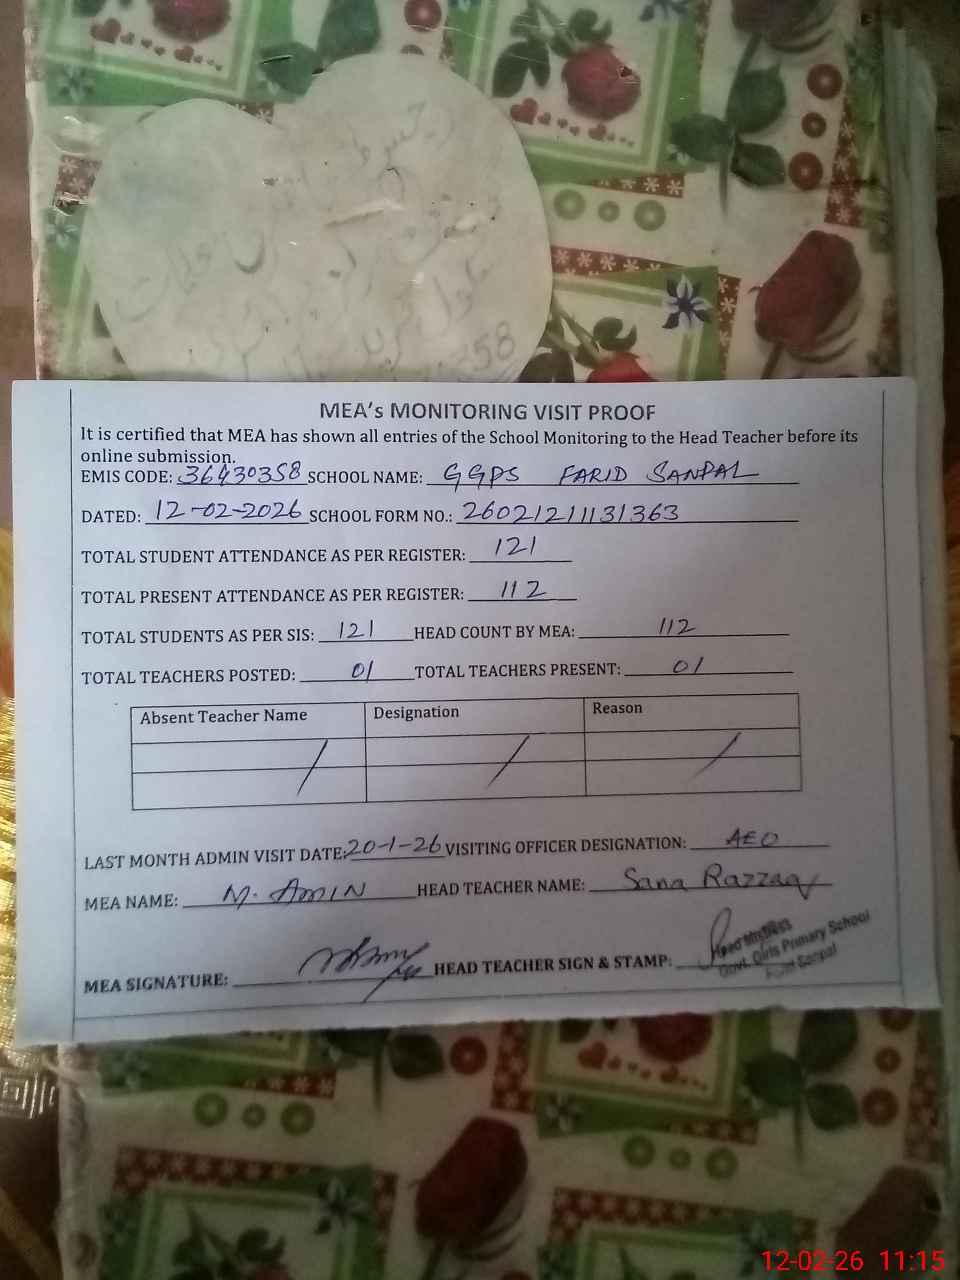 358
MEA's MONITORING VISIT PROOF
It is certified that MEA has shown all entries of the School Monitoring to the Head Teacher before its
online submission.
EMIS CODE: 36430358 SCHOOL NAME: GGPS FARID SANPAL
DATED: 12-02-2026 SCHOOL FORM NO.: 26021211131363
TOTAL STUDENT ATTENDANCE AS PER REGISTER: 121
TOTAL PRESENT ATTENDANCE AS PER REGISTER: 112
TOTAL STUDENTS AS PER SIS: 121 HEAD COUNT BY MEA: 112
TOTAL TEACHERS POSTED: 01 TOTAL TEACHERS PRESENT: 01
Absent Teacher Name Designation Reason
/ / /
LAST MONTH ADMIN VISIT DATE: 20-1-26 VISITING OFFICER DESIGNATION: AEO
MEA NAME: M. AMIN HEAD TEACHER NAME: Sana Razzaq
MEA SIGNATURE: HEAD TEACHER SIGN & STAMP:
Head Mistress
Govt. Girls Primary School
Farid Sanpal
12-02-26 11:15